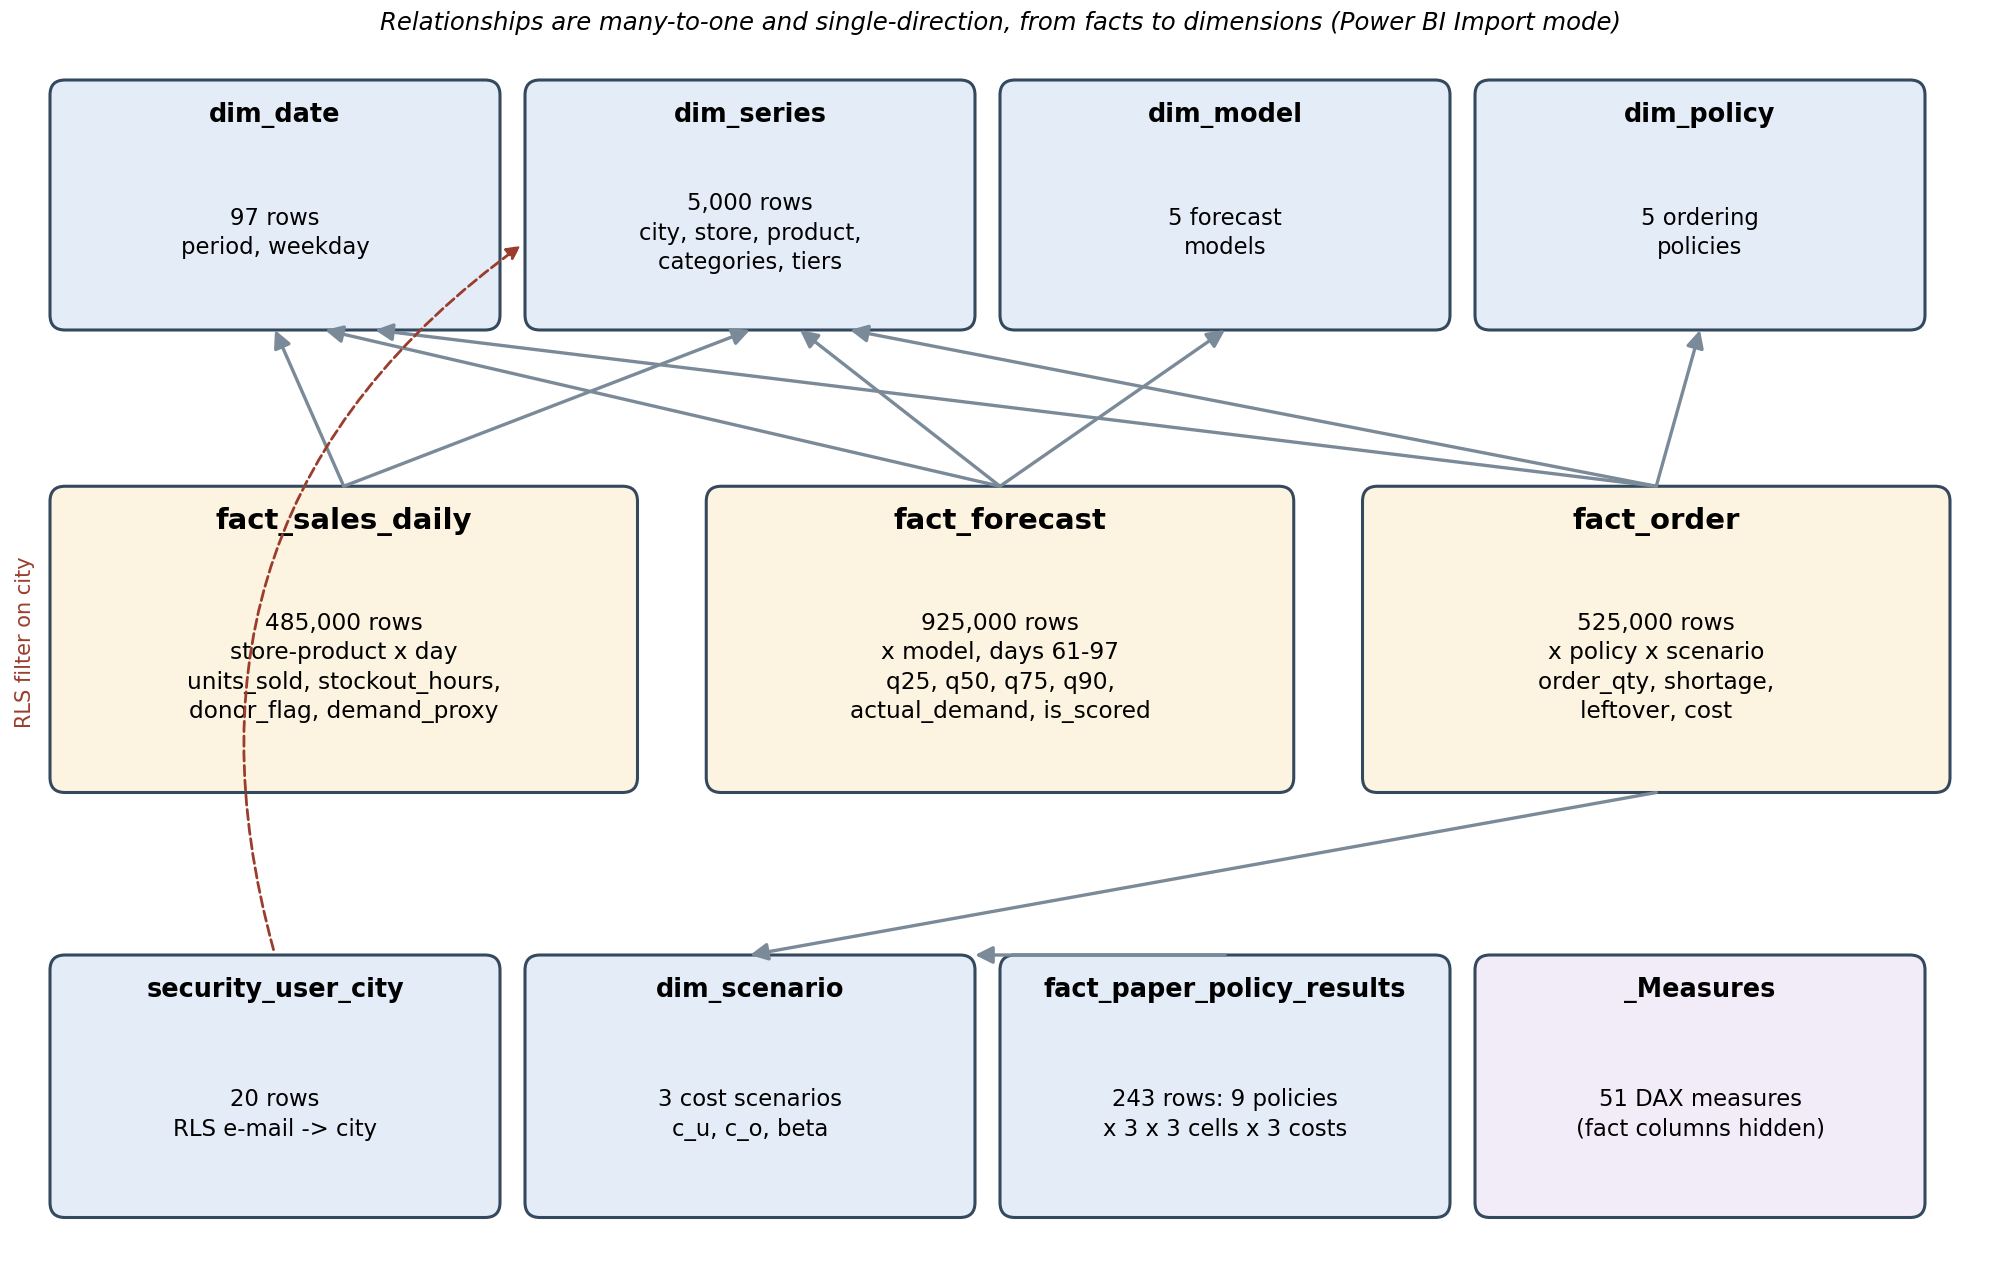 Relationships are many-to-one and single-direction, from facts to dimensions (Power BI Import mode)
dim_date
97 rows
period, weekday
dim_series
5,000 rows
city, store, product,
categories, tiers
dim_model
5 forecast
models
dim_policy
5 ordering
policies
RLS filter on city
fact_sales_daily
485,000 rows
store-product x day
units_sold, stockout_hours,
donor_flag, demand_proxy
fact_forecast
925,000 rows
x model, days 61-97
q25, q50, q75, q90,
actual_demand, is_scored
fact_order
525,000 rows
x policy x scenario
order_qty, shortage,
leftover, cost
security_user_city
20 rows
RLS e-mail -> city
dim_scenario
3 cost scenarios
c_u, c_o, beta
fact_paper_policy_results
243 rows: 9 policies
x 3 x 3 cells x 3 costs
_Measures
51 DAX measures
(fact columns hidden)